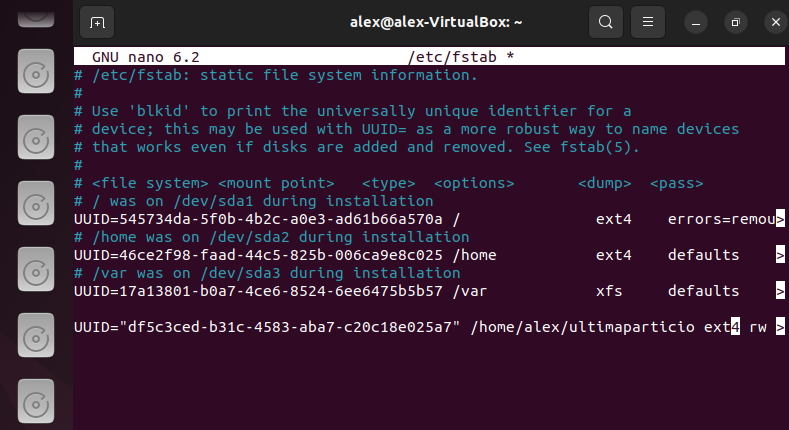 alex@alex-VirtualBox: ~
GNU nano 6.2 /etc/fstab *
# /etc/fstab: static file system information.
#
# Use 'blkid' to print the universally unique identifier for a
# device; this may be used with UUID= as a more robust way to name devices
# that works even if disks are added and removed. See fstab(5).
#
# <file system> <mount point>   <type>  <options>       <dump>  <pass>
# / was on /dev/sda1 during installation
UUID=545734da-5f0b-4b2c-a0e3-ad61b66a570a /               ext4    errors=remou>
# /home was on /dev/sda2 during installation
UUID=46ce2f98-faad-44c5-825b-006ca9e8c025 /home           ext4    defaults    >
# /var was on /dev/sda3 during installation
UUID=17a13801-b0a7-4ce6-8524-6ee6475b5b57 /var            xfs     defaults    >
UUID="df5c3ced-b31c-4583-aba7-c20c18e025a7" /home/alex/ultimaparticio ext4 rw >